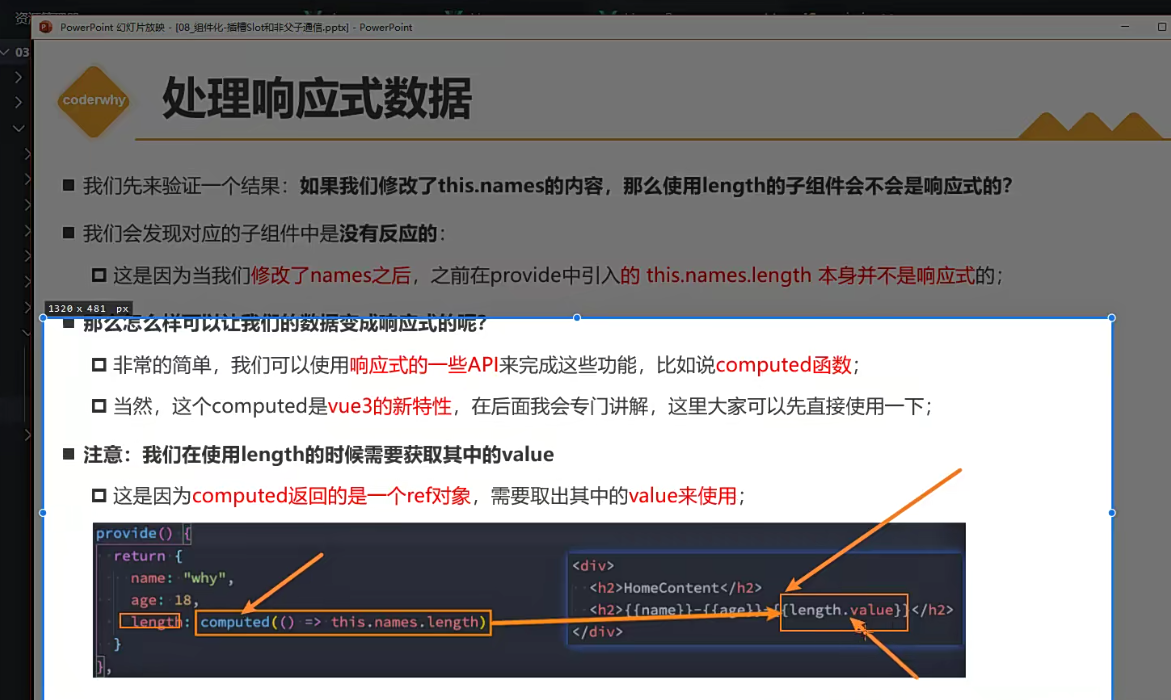 PowerPoint 幻灯片放映 - [08_组件化-插槽Slot和非父子通信.pptx] - PowerPoint
03
coderwhy
处理响应式数据
我们先来验证一个结果：如果我们修改了this.names的内容，那么使用length的子组件会不会是响应式的？
我们会发现对应的子组件中是没有反应的：
这是因为当我们修改了names之后，之前在provide中引入的 this.names.length 本身并不是响应式的；
1320 x 481 px
那么怎么样可以让我们的数据变成响应式的呢？
非常的简单，我们可以使用响应式的一些API来完成这些功能，比如说computed函数；
当然，这个computed是vue3的新特性，在后面我会专门讲解，这里大家可以先直接使用一下；
注意：我们在使用length的时候需要获取其中的value
这是因为computed返回的是一个ref对象，需要取出其中的value来使用；
provide() {
return {
name: "why",
age: 18,
length: computed(() => this.names.length)
}
},
<div>
<h2>HomeContent</h2>
<h2>{{name}}-{{age}}-{{length.value}}</h2>
</div>